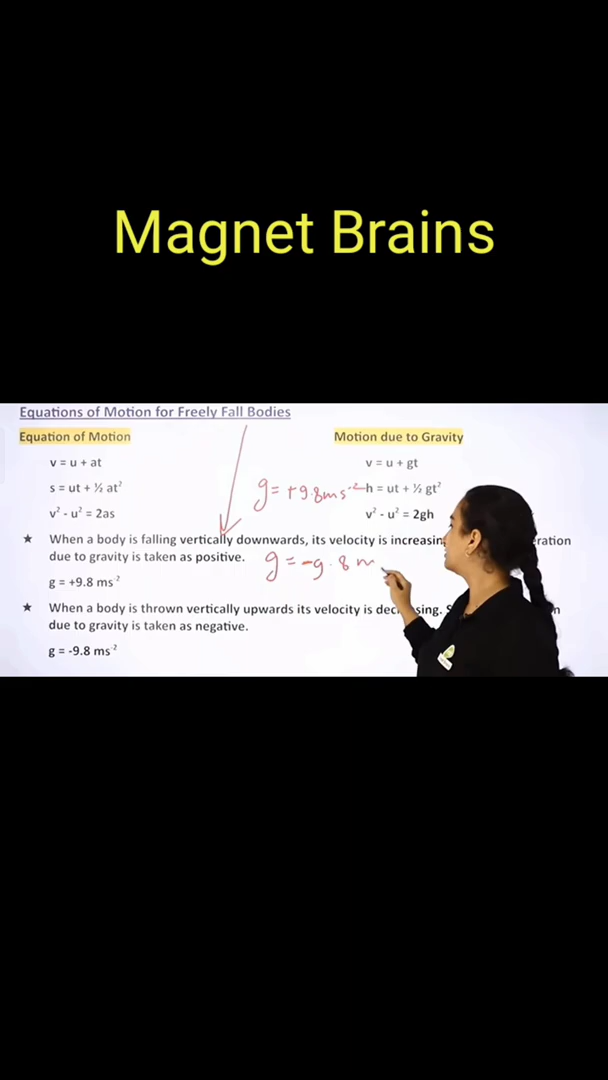 Magnet Brains
Equations of Motion for Freely Fall Bodies
Equation of Motion
Motion due to Gravity
v = u + at
v = u + gt
s = ut + ½ at²
g = +9.8ms⁻²
h = ut + ½ gt²
v² - u² = 2as
v² - u² = 2gh
★ When a body is falling vertically downwards, its velocity is increasin ration
due to gravity is taken as positive.
g = -9.8 m
g = +9.8 ms⁻²
★ When a body is thrown vertically upwards its velocity is dec sing. S n
due to gravity is taken as negative.
g = -9.8 ms⁻²